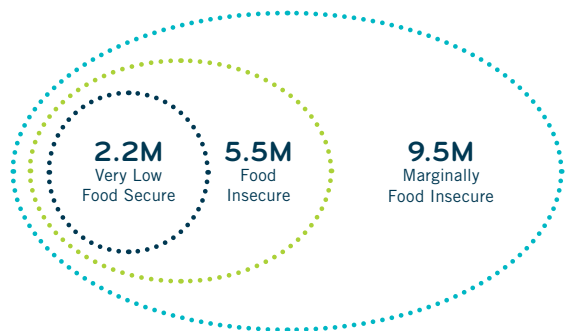 2.2M
Very Low
Food Secure
5.5M
Food
Insecure
9.5M
Marginally
Food Insecure